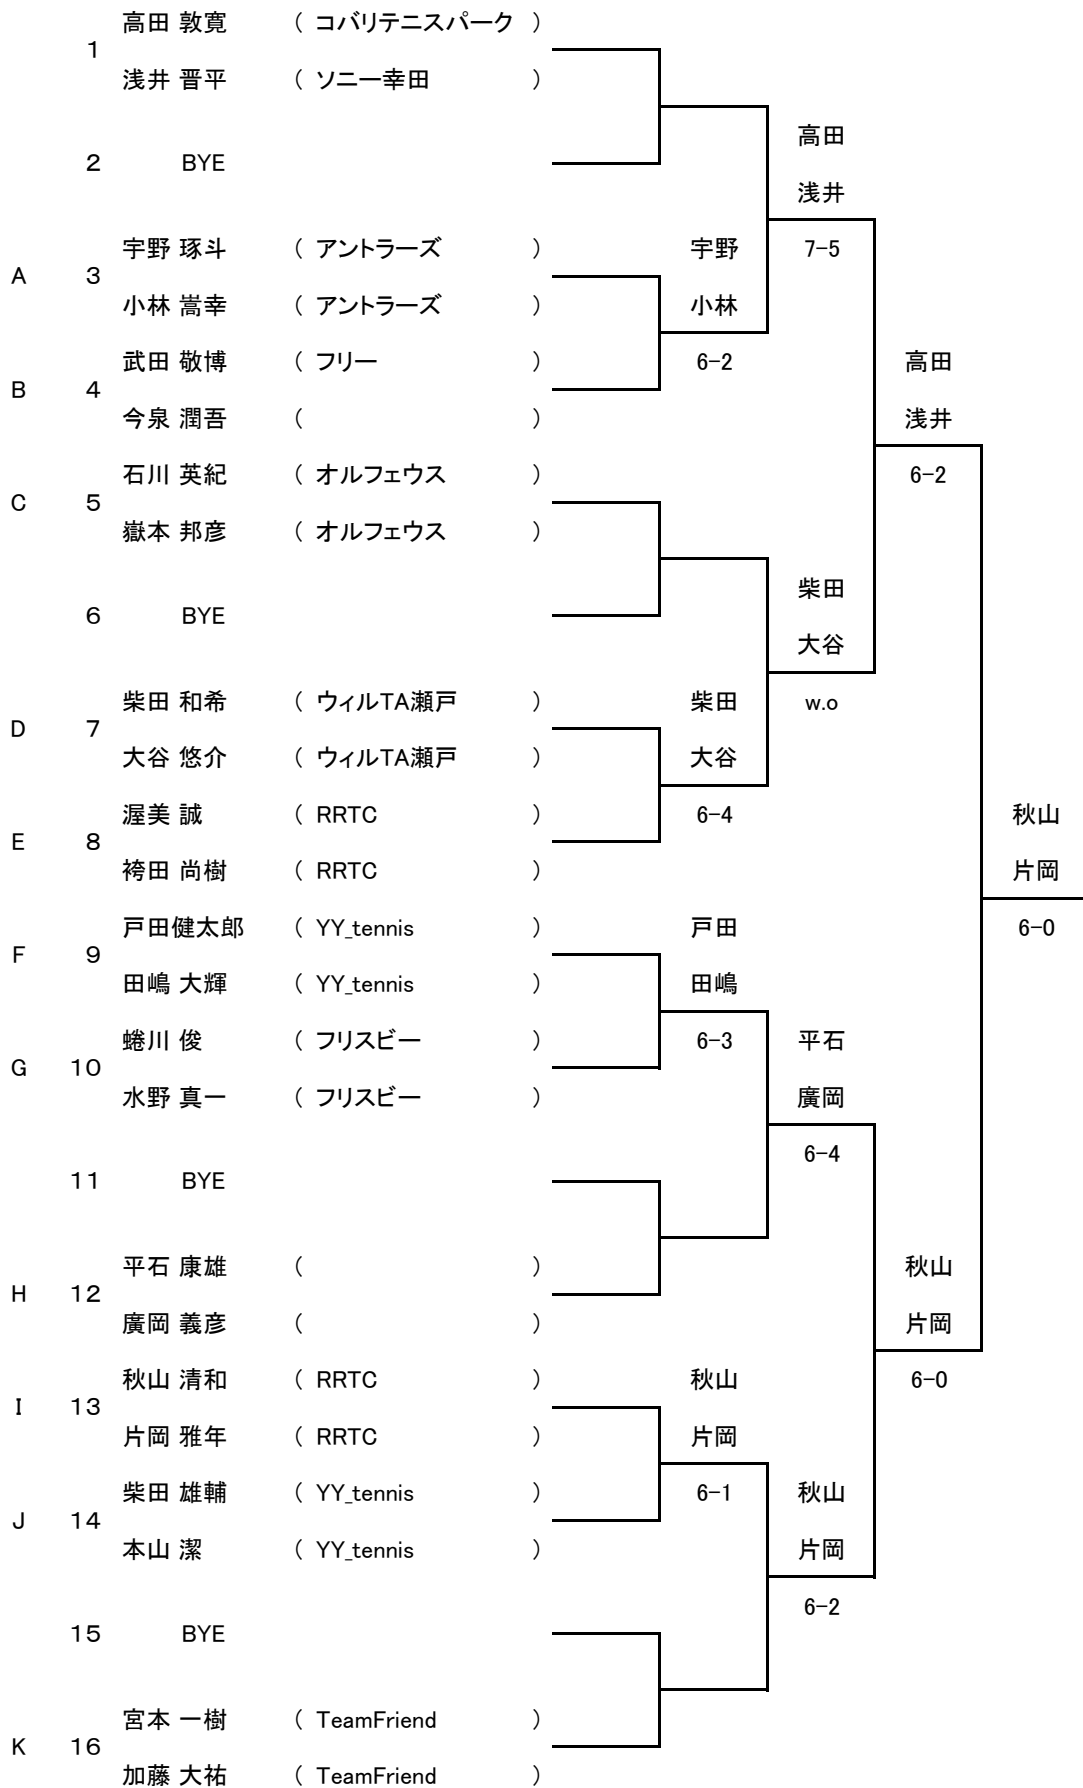 高田 敦寛 ( コバリテニスパーク )
1
浅井 晋平 ( ソニー幸田 )
高田
2 BYE
浅井
宇野 琢斗 ( アントラーズ ) 宇野 7-5
A 3
小林 嵩幸 ( アントラーズ ) 小林
武田 敬博 ( フリー ) 6-2 高田
B 4
今泉 潤吾 ( ) 浅井
石川 英紀 ( オルフェウス ) 6-2
C 5
嶽本 邦彦 ( オルフェウス )
柴田
6 BYE
大谷
柴田 和希 ( ウィルTA瀬戸 ) 柴田 w.o
D 7
大谷 悠介 ( ウィルTA瀬戸 ) 大谷
渥美 誠 ( RRTC ) 6-4 秋山
E 8
袴田 尚樹 ( RRTC ) 片岡
戸田健太郎 ( YY_tennis ) 戸田 6-0
F 9
田嶋 大輝 ( YY_tennis ) 田嶋
蜷川 俊 ( フリスビー ) 6-3 平石
G 10
水野 真一 ( フリスビー ) 廣岡
6-4
11 BYE
平石 康雄 ( ) 秋山
H 12
廣岡 義彦 ( ) 片岡
秋山 清和 ( RRTC ) 秋山 6-0
I 13
片岡 雅年 ( RRTC ) 片岡
柴田 雄輔 ( YY_tennis ) 6-1 秋山
J 14
本山 潔 ( YY_tennis ) 片岡
6-2
15 BYE
宮本 一樹 ( TeamFriend )
K 16
加藤 大祐 ( TeamFriend )